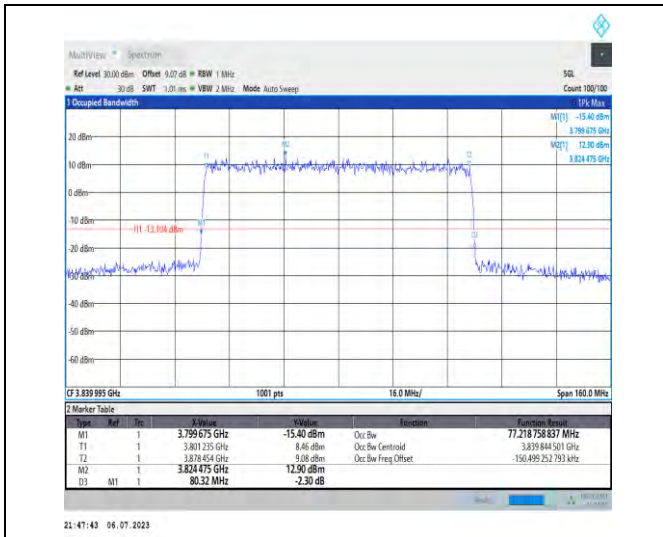 MultiView Spectrum
Ref Level 30.00 dBm Offset 9.07 dB RBW 1 MHz SGL
Att 30 dB SWT 1.01 ms VBW 2 MHz Mode Auto Sweep Count 100/100
1 Occupied Bandwidth 1Pk Max
M1[1] -15.40 dBm
3.799 675 GHz
M2[1] 12.90 dBm
3.824 475 GHz
20 dBm
T1 M2
10 dBm
0 dBm
-10 dBm
M1
H1 -13.104 dBm
-20 dBm
-30 dBm
-40 dBm
-50 dBm
-60 dBm
CF 3.839 995 GHz 1001 pts 16.0 MHz/ Span 160.0 MHz
2 Marker Table
Type Ref Trc X-Value Y-Value Function Function Result
M1 1 3.799 675 GHz -15.40 dBm Occ Bw 77.218 758 837 MHz
T1 1 3.801 235 GHz 8.46 dBm Occ Bw Centroid 3.839 844 501 GHz
T2 1 3.878 454 GHz 9.08 dBm Occ Bw Freq Offset -150.499 252 793 kHz
M2 1 3.824 475 GHz 12.90 dBm
D3 M1 1 80.32 MHz -2.30 dB
21:47:43 06.07.2023